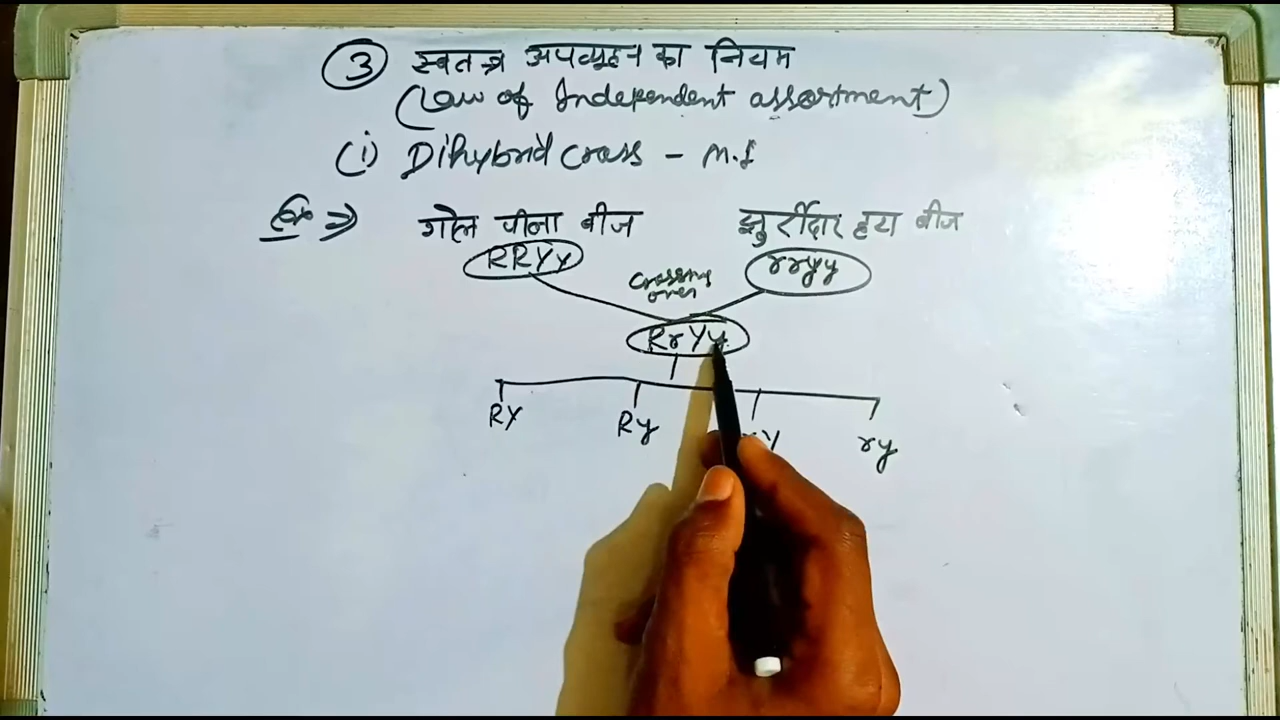 ③ स्वतन्त्र अपव्यूहन का नियम
(Law of Independent assortment)
(i) Dihybrid Cross -
Ex ⇒ गोल पीला बीज झुर्रीदार हरा बीज
RRYy rryy
Crossing
over
RrYy
RY Ry rY ry